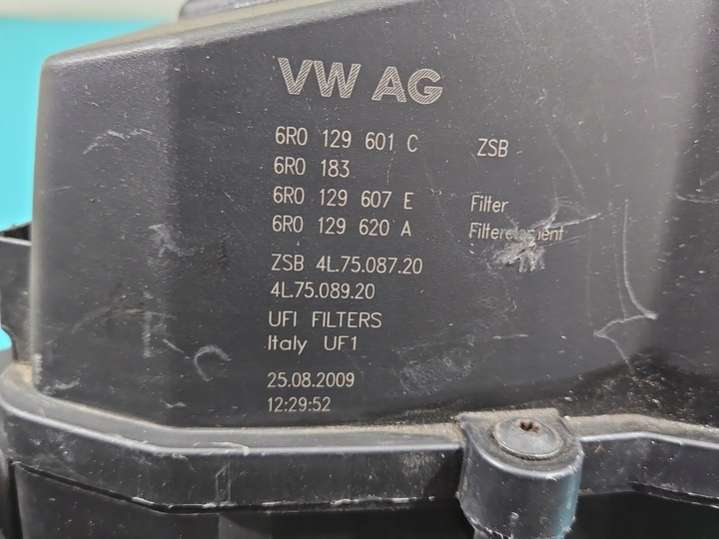 VW AG
6R0 129 601 C ZSB
6R0 183
6R0 129 607 E Filter
6R0 129 620 A
ZSB 4L.75.087.20
4L.75.089.20
UFI FILTERS
Italy UF1
25.08.2009
12:29:52